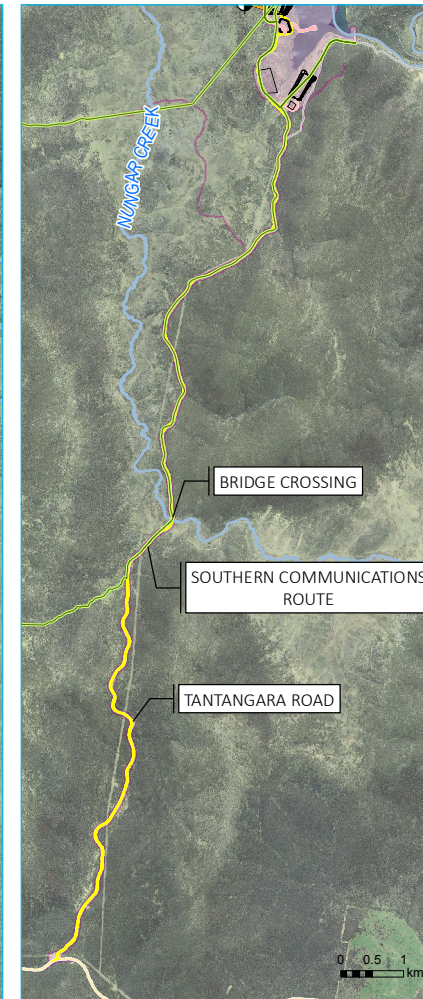 NUNGAR CREEK
BRIDGE CROSSING
SOUTHERN COMMUNICATIONS
ROUTE
TANTANGARA ROAD
0 0.5 1
km